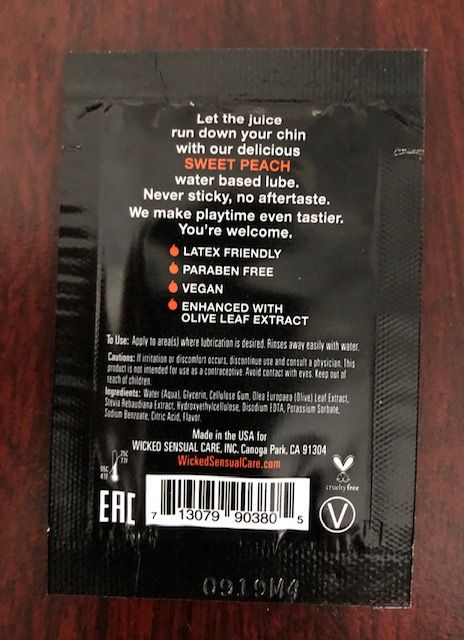 Let the juice
run down your chin
with our delicious
SWEET PEACH
water based lube.
Never sticky, no aftertaste.
We make playtime even tastier.
You're welcome.
LATEX FRIENDLY
PARABEN FREE
VEGAN
ENHANCED WITH
OLIVE LEAF EXTRACT
To Use: Apply to area(s) where lubrication is desired. Rinses away easily with water.
Cautions: If irritation or discomfort occurs, discontinue use and consult a physician. This
product is not intended for use as a contraceptive. Avoid contact with eyes. Keep out of
reach of children.
Ingredients: Water (Aqua), Glycerin, Cellulose Gum, Olea Europaea (Olive) Leaf Extract,
Stevia Rebaudiana Extract, Hydroxyethylcellulose, Disodium EDTA, Potassium Sorbate,
Sodium Benzoate, Citric Acid, Flavor.
Made in the USA for
WICKED SENSUAL CARE, INC. Canoga Park, CA 91304
WickedSensualCare.com
25C
77F
05C
41F
cruelty free
EAC
V
7 13079 90380 5
0919M4